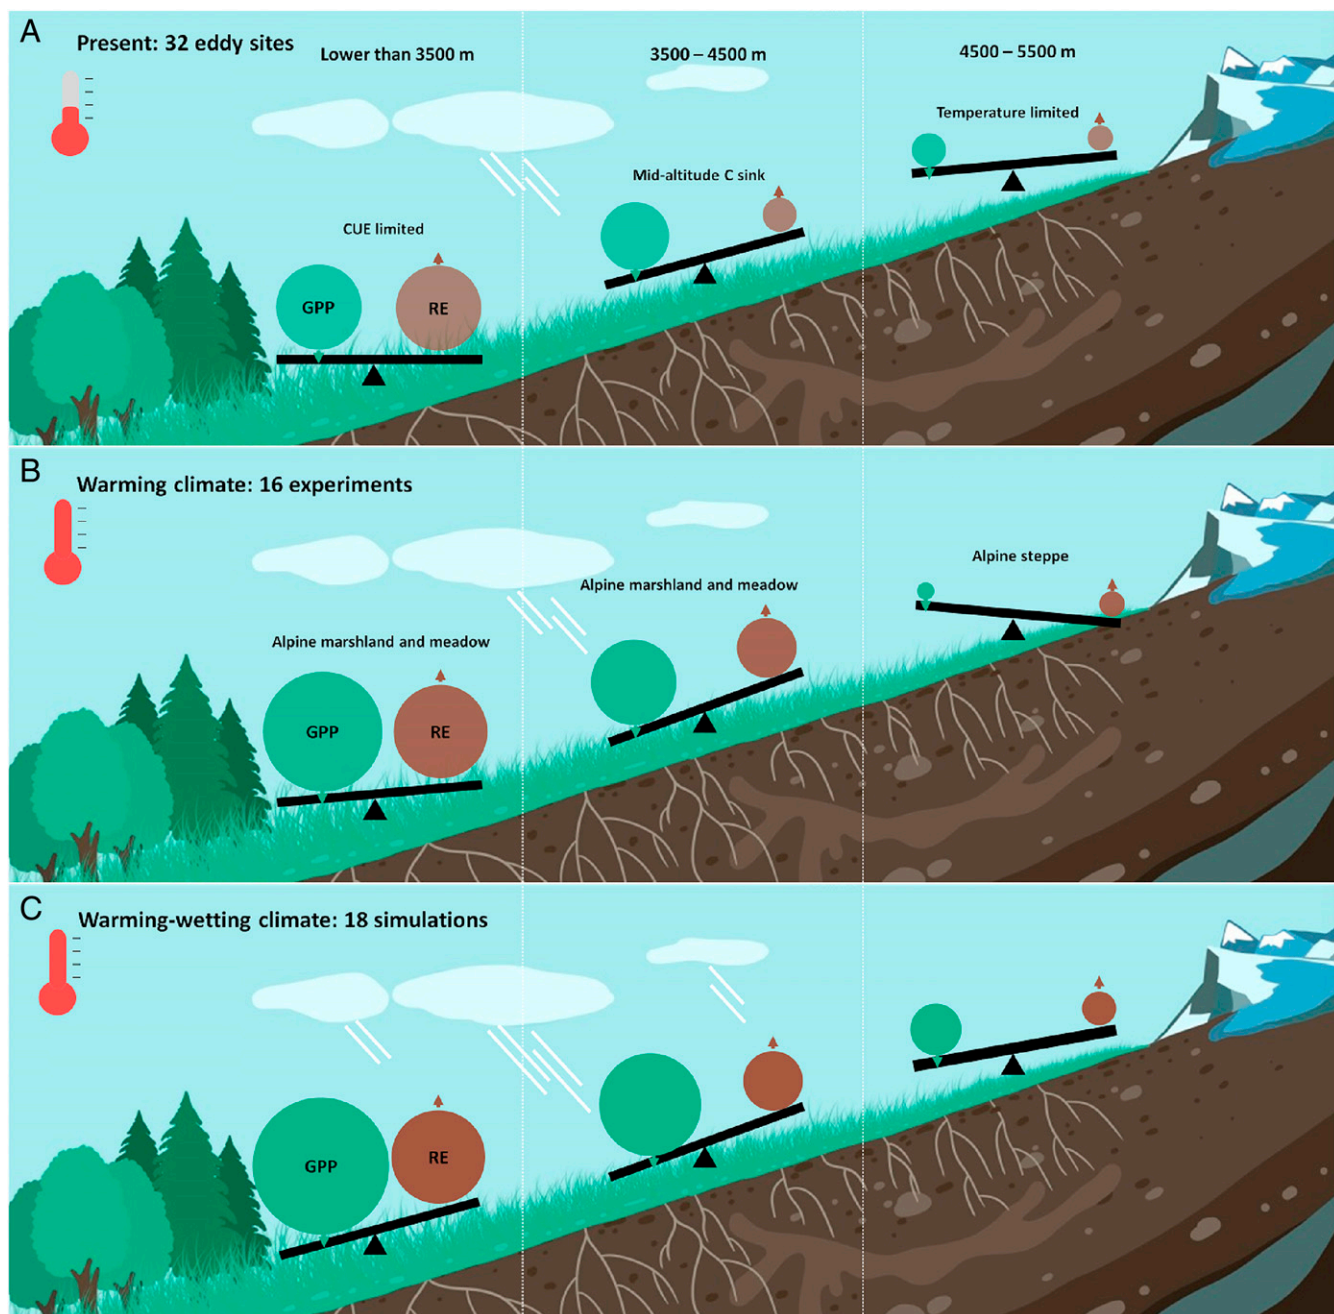 A
Present: 32 eddy sites
Lower than 3500 m
3500 – 4500 m
4500 – 5500 m
Temperature limited
Mid-altitude C sink
CUE limited
GPP
RE
B
Warming climate: 16 experiments
Alpine steppe
Alpine marshland and meadow
Alpine marshland and meadow
GPP
RE
C
Warming-wetting climate: 18 simulations
GPP
RE